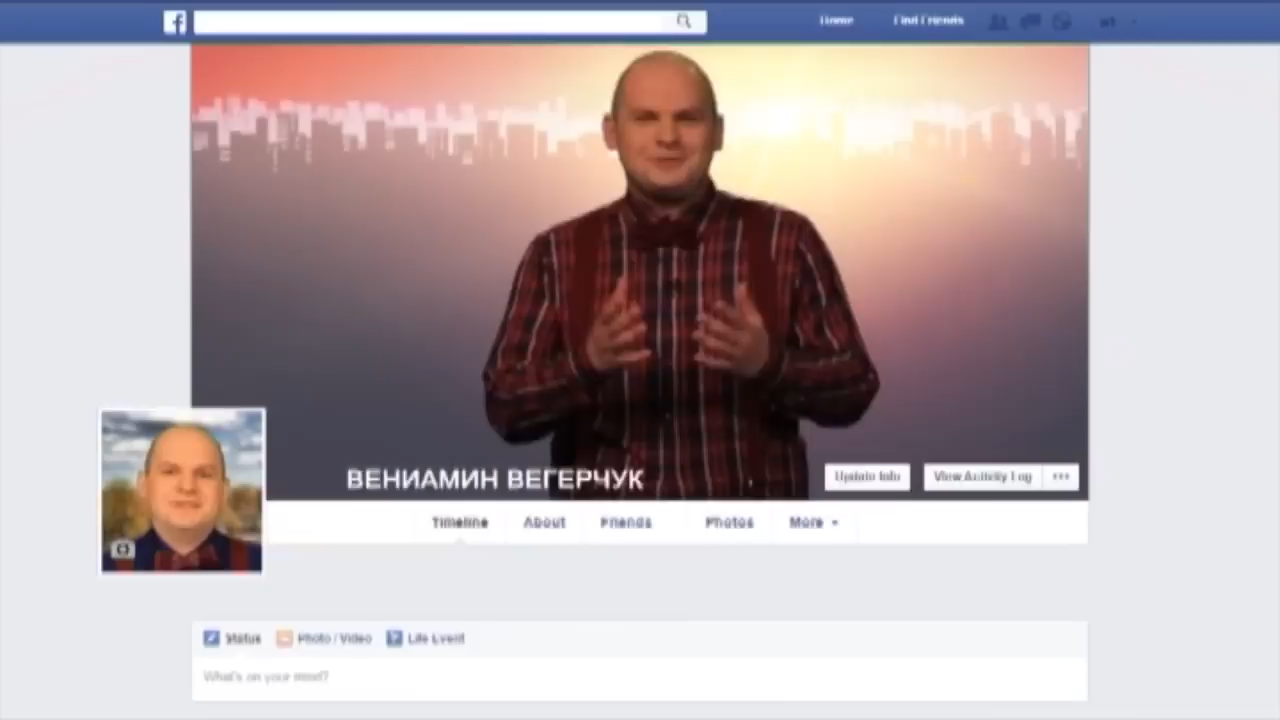 f
Home Find Friends
ВЕНИАМИН ВЕГЕРЧУК
Update Info View Activity Log ...
Timeline About Friends Photos More
Status Photo / Video Life Event
What's on your mind?